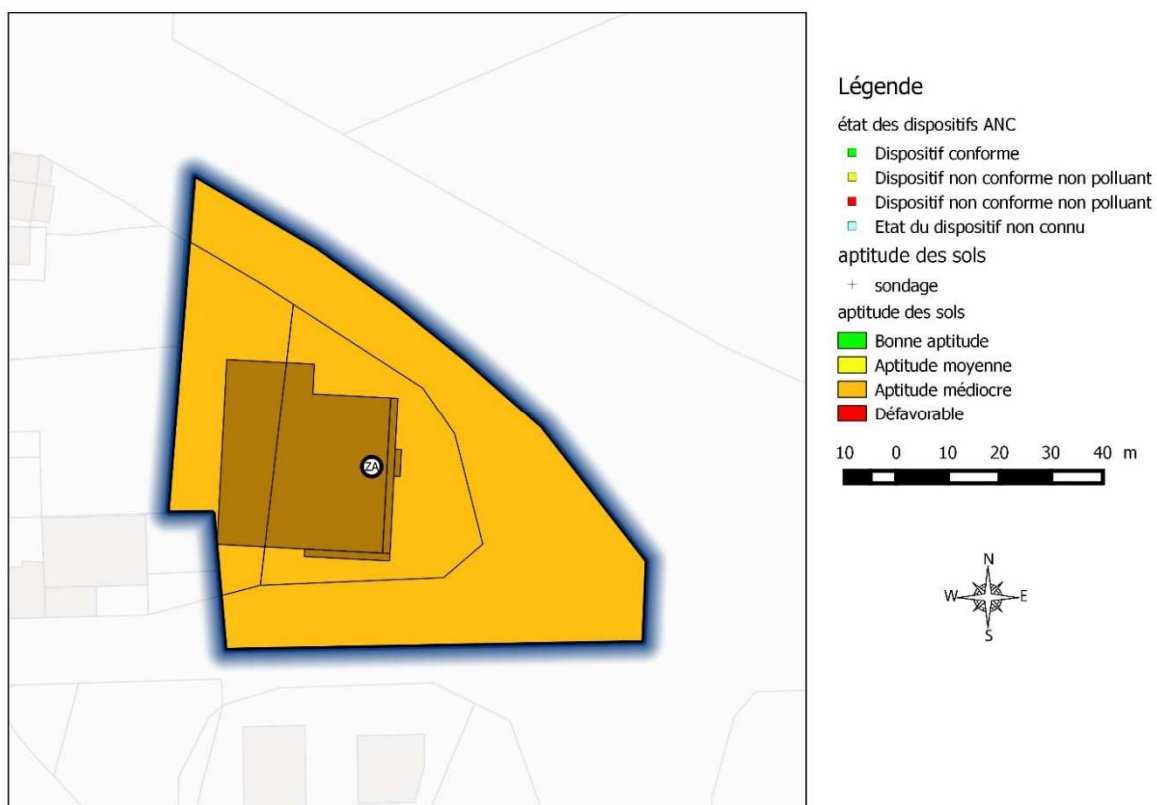 Légende
état des dispositifs ANC
Dispositif conforme
Dispositif non conforme non polluant
Dispositif non conforme non polluant
Etat du dispositif non connu
aptitude des sols
sondage
aptitude des sols
Bonne aptitude
Aptitude moyenne
Aptitude médiocre
Défavorable
10 0 10 20 30 40 m
ZA
N
W E
S